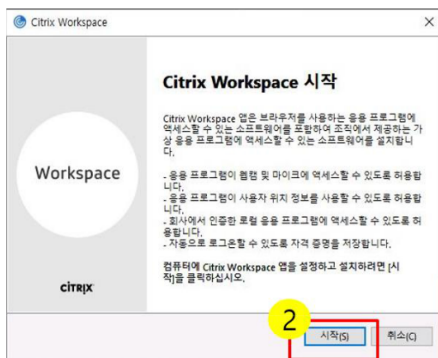 Citrix Workspace
Citrix Workspace 시작
Citrix Workspace 앱은 브라우저를 사용하는 응용 프로그램에
액세스할 수 있는 소프트웨어를 포함하여 조직에서 제공하는 가
상 응용 프로그램에 액세스할 수 있는 소프트웨어를 설치합니
다.
- 응용 프로그램이 웹캠 및 마이크에 액세스할 수 있도록 허용합
니다.
- 응용 프로그램이 사용자 위치 정보를 사용할 수 있도록 허용합
니다.
- 회사에서 인증한 로컬 응용 프로그램에 액세스할 수 있도록 허
용합니다.
- 자동으로 로그온할 수 있도록 자격 증명을 저장합니다.
컴퓨터에 Citrix Workspace 앱을 설정하고 설치하려면 [시
작]을 클릭하십시오.
Workspace
citrix
2
시작(S)
취소(C)